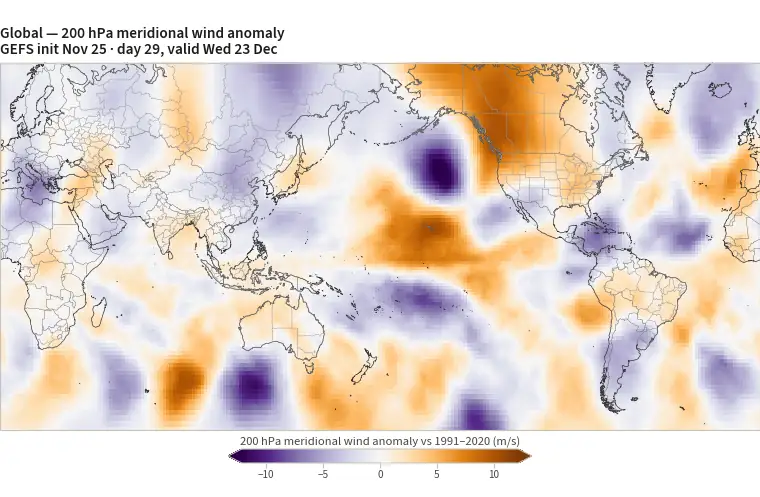 Global — 200 hPa meridional wind anomaly
GEFS init Nov 25 · day 29, valid Wed 23 Dec
200 hPa meridional wind anomaly vs 1991–2020 (m/s)
−10 −5 0 5 10